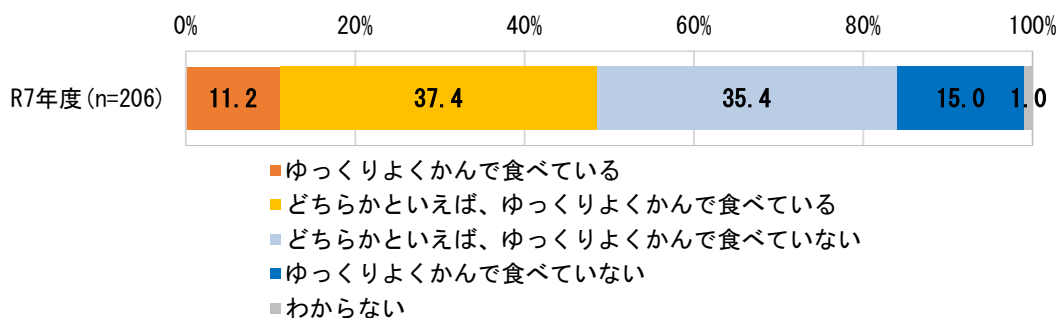 0% 20% 40% 60% 80% 100%
R7年度(n=206) 11.2 37.4 35.4 15.0 1.0
ゆっくりよくかんで食べている
どちらかといえば、ゆっくりよくかんで食べている
どちらかといえば、ゆっくりよくかんで食べていない
ゆっくりよくかんで食べていない
わからない